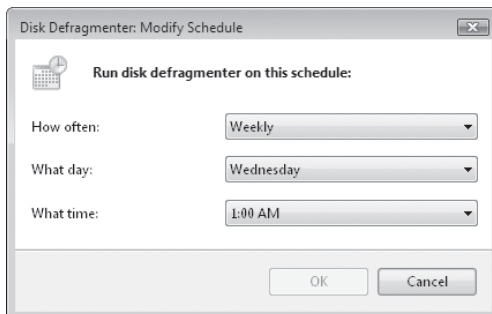 Disk Defragmenter: Modify Schedule
Run disk defragmenter on this schedule:
How often: Weekly
What day: Wednesday
What time: 1:00 AM
OK Cancel